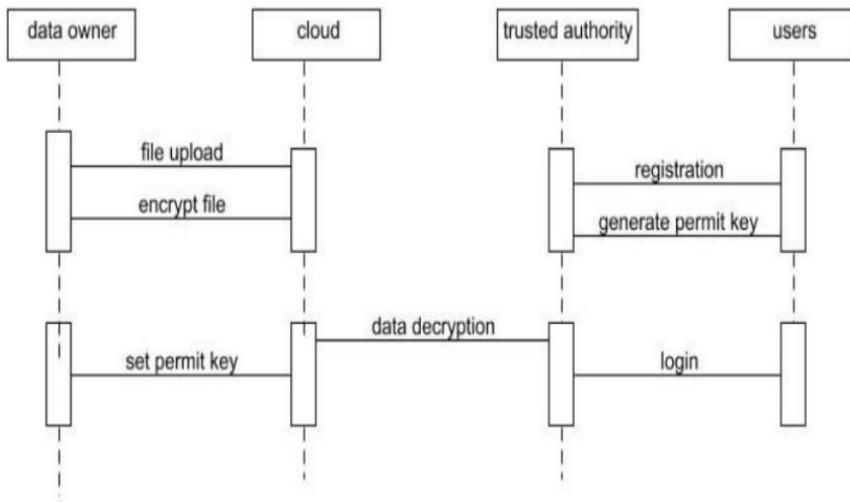 data owner
cloud
trusted authority
users
file upload
registration
encrypt file
generate permit key
data decryption
set permit key
login